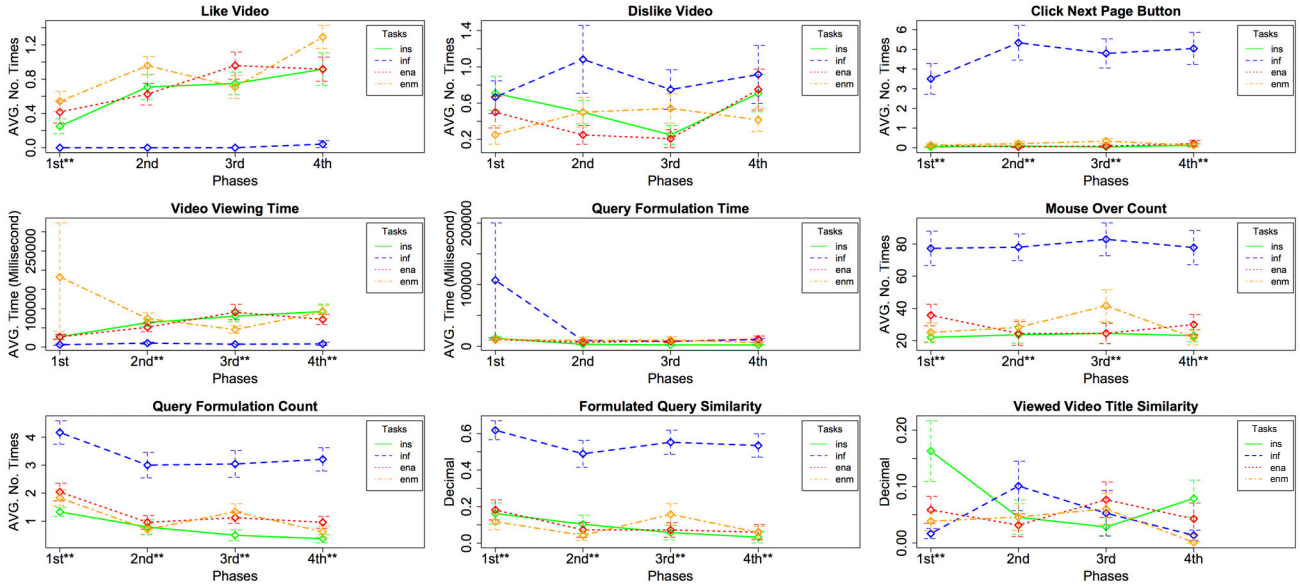 Like Video
AVG. No. Times
0.0 0.4 0.8 1.2
1st** 2nd 3rd 4th
Phases
Tasks
ins
inf
ena
enm
Dislike Video
AVG. No. Times
0.2 0.6 1.0 1.4
1st 2nd 3rd 4th
Phases
Tasks
ins
inf
ena
enm
Click Next Page Button
AVG. No. Times
0 1 2 3 4 5 6
1st** 2nd** 3rd** 4th**
Phases
Tasks
ins
inf
ena
enm
Video Viewing Time
AVG. Time (Millisecond)
0 100000 250000
1st 2nd** 3rd** 4th**
Phases
Tasks
ins
inf
ena
enm
Query Formulation Time
AVG. Time (Millisecond)
0 100000 200000
1st 2nd 3rd 4th
Phases
Tasks
ins
inf
ena
enm
Mouse Over Count
AVG. No. Times
20 40 60 80
1st** 2nd** 3rd** 4th**
Phases
Tasks
ins
inf
ena
enm
Query Formulation Count
AVG. No. Times
1 2 3 4
1st** 2nd** 3rd** 4th**
Phases
Tasks
ins
inf
ena
enm
Formulated Query Similarity
Decimal
0.0 0.2 0.4 0.6
1st** 2nd** 3rd** 4th**
Phases
Tasks
ins
inf
ena
enm
Viewed Video Title Similarity
Decimal
0.00 0.05 0.10 0.20
1st** 2nd 3rd 4th**
Phases
Tasks
ins
inf
ena
enm